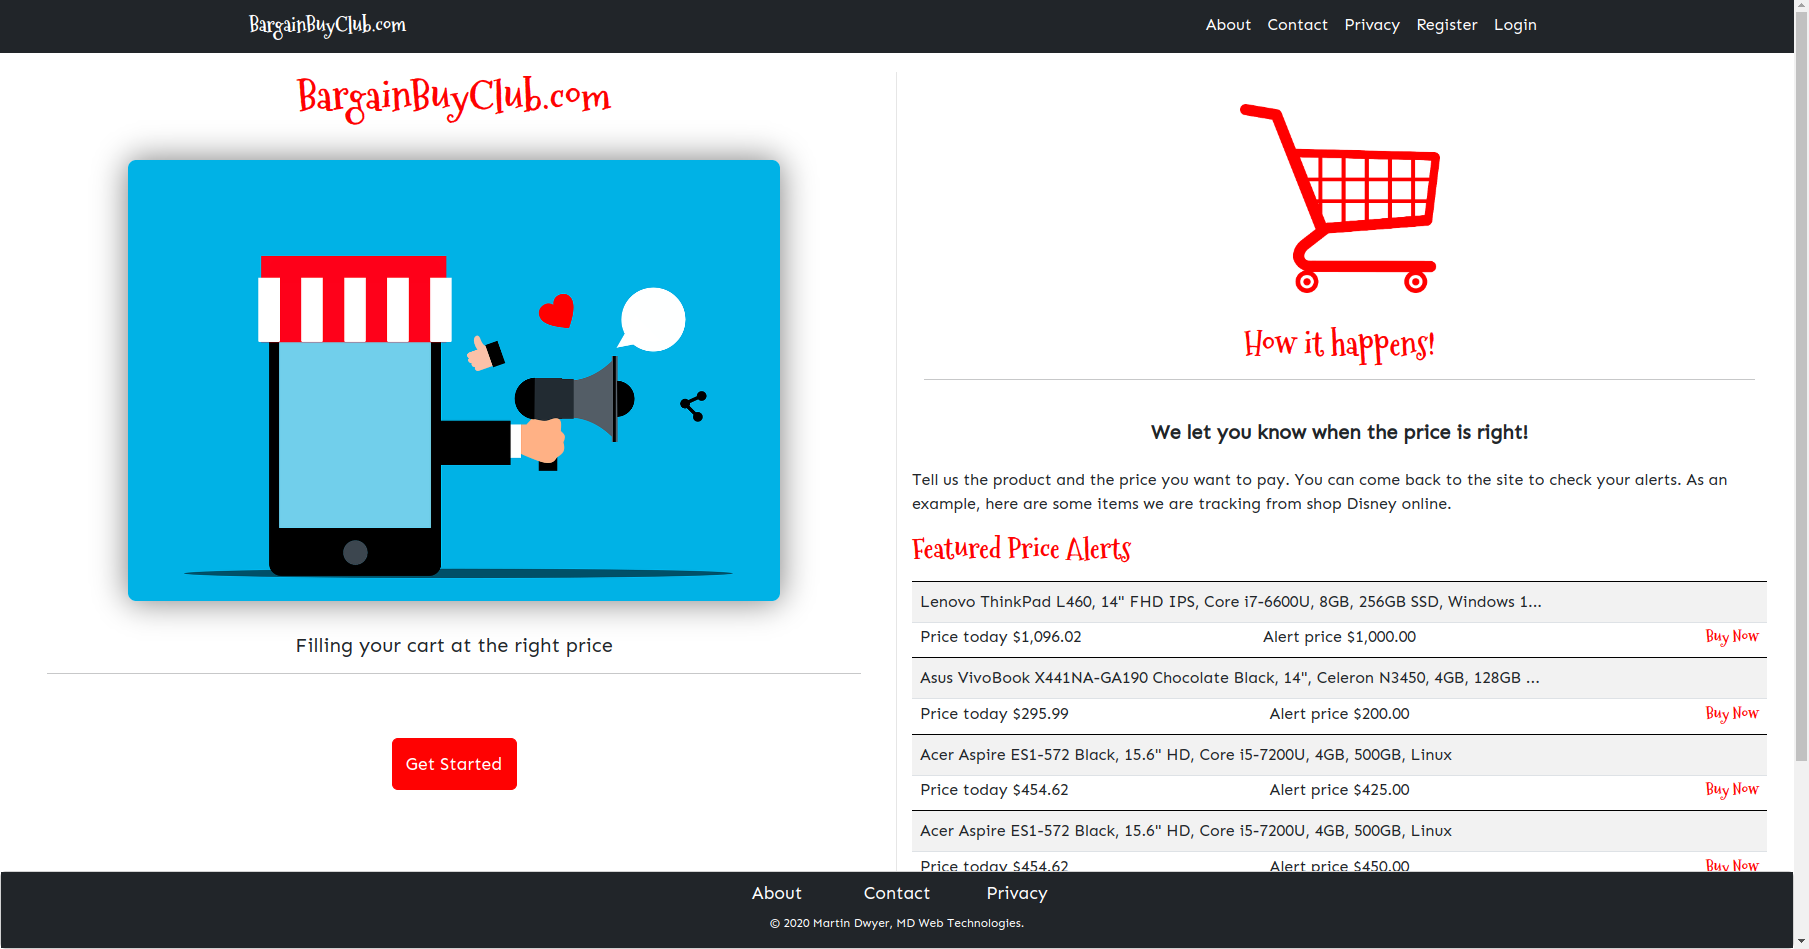 BargainBuyClub.com
About Contact Privacy Register Login
BargainBuyClub.com
Filling your cart at the right price
Get Started
How it happens!
We let you know when the price is right!
Tell us the product and the price you want to pay. You can come back to the site to check your alerts. As an
example, here are some items we are tracking from shop Disney online.
Featured Price Alerts
Lenovo ThinkPad L460, 14" FHD IPS, Core i7-6600U, 8GB, 256GB SSD, Windows 1...
Price today $1,096.02 Alert price $1,000.00 Buy Now
Asus VivoBook X441NA-GA190 Chocolate Black, 14", Celeron N3450, 4GB, 128GB ...
Price today $295.99 Alert price $200.00 Buy Now
Acer Aspire ES1-572 Black, 15.6" HD, Core i5-7200U, 4GB, 500GB, Linux
Price today $454.62 Alert price $425.00 Buy Now
Acer Aspire ES1-572 Black, 15.6" HD, Core i5-7200U, 4GB, 500GB, Linux
Price today $454.62 Alert price $450.00 Buy Now
About Contact Privacy
© 2020 Martin Dwyer, MD Web Technologies.